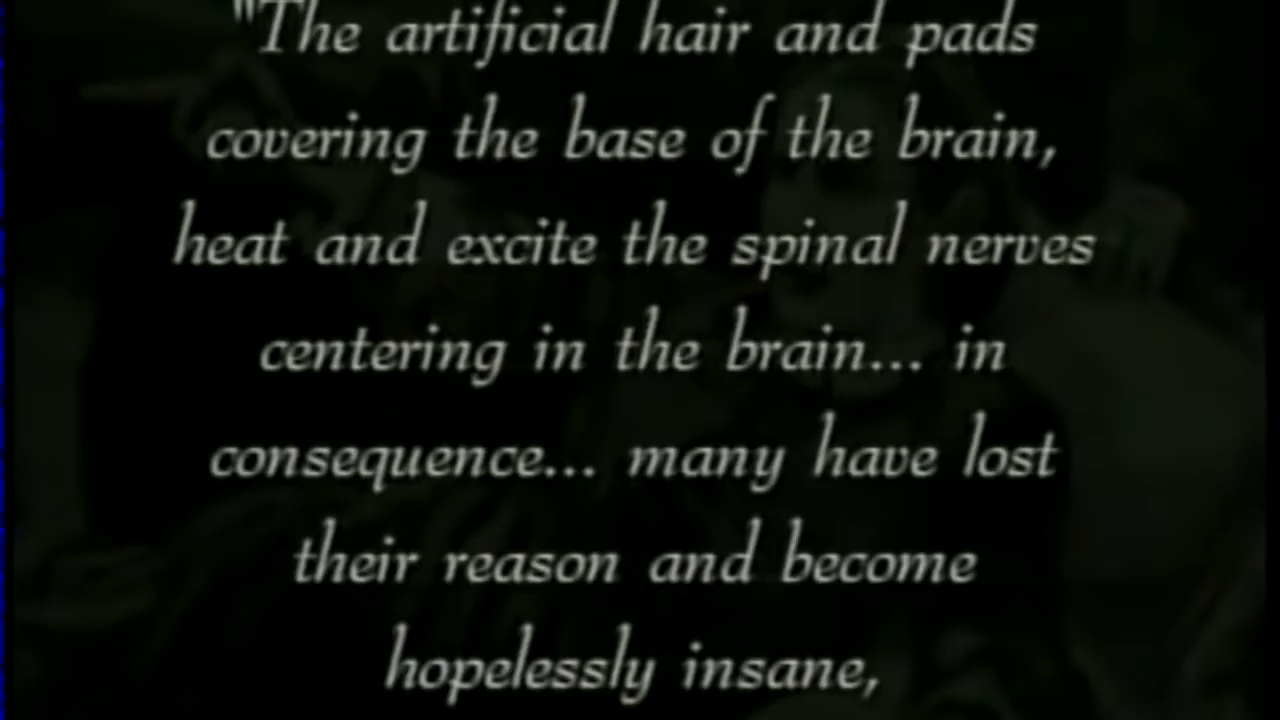 "The artificial hair and pads
covering the base of the brain,
heat and excite the spinal nerves
centering in the brain... in
consequence... many have lost
their reason and become
hopelessly insane,